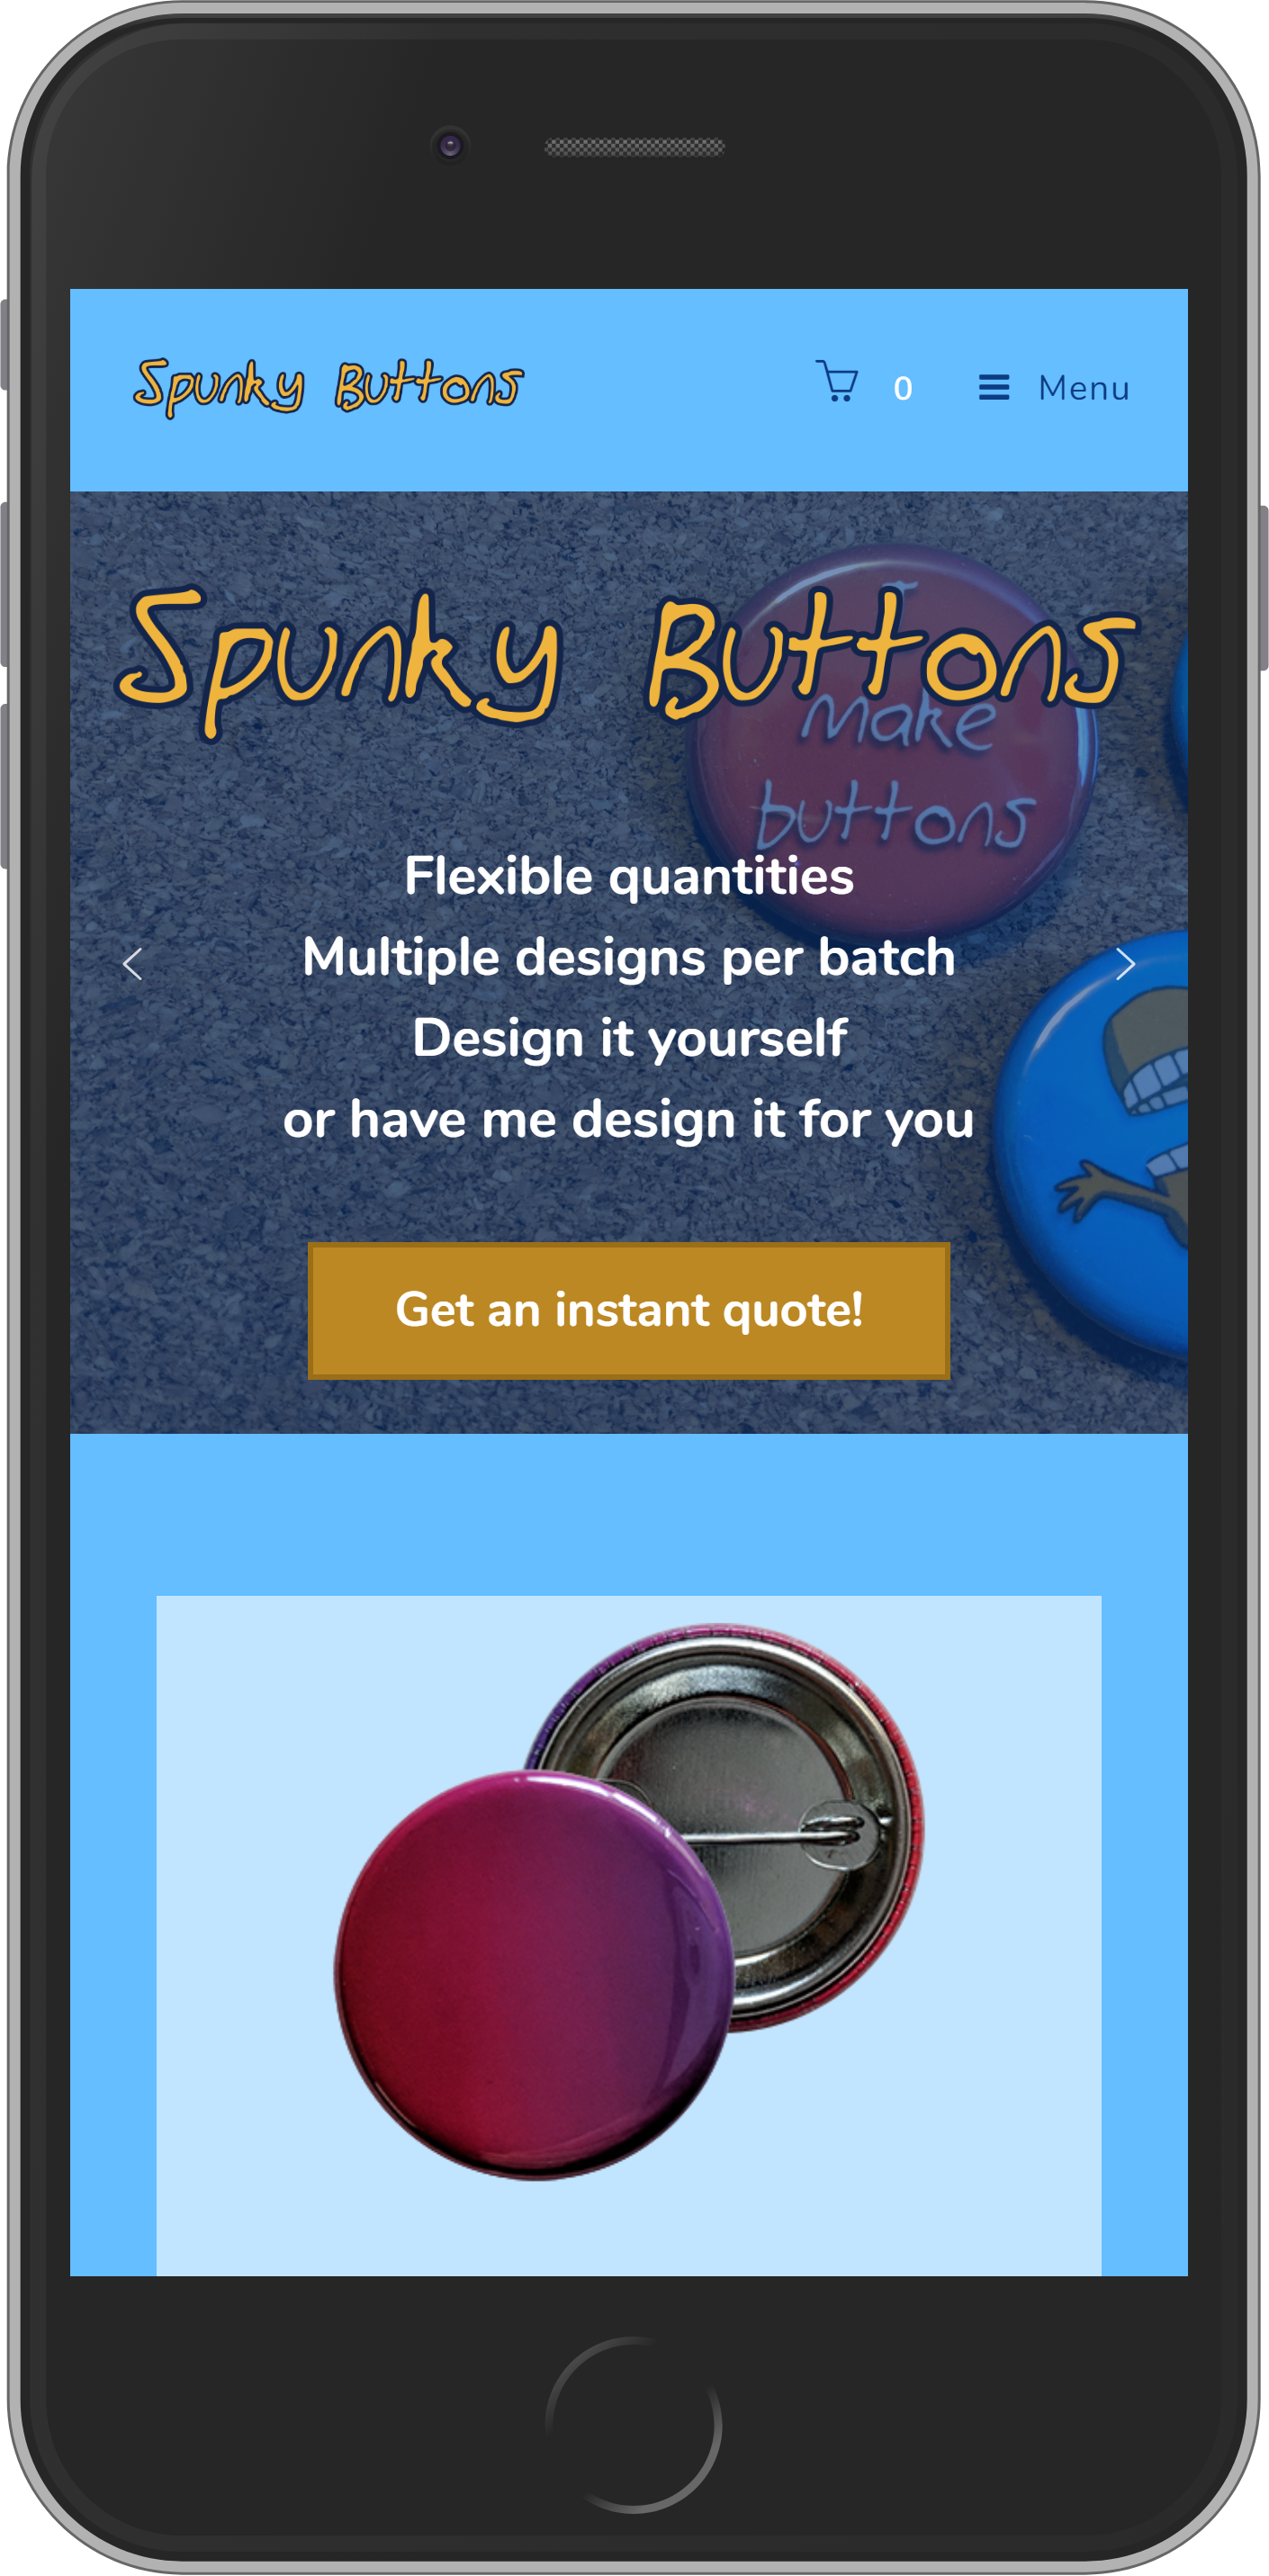 Spunky Buttons
0
Menu
Spunky Buttons
I
Make
buttons
Flexible quantities
Multiple designs per batch
Design it yourself
or have me design it for you
Get an instant quote!